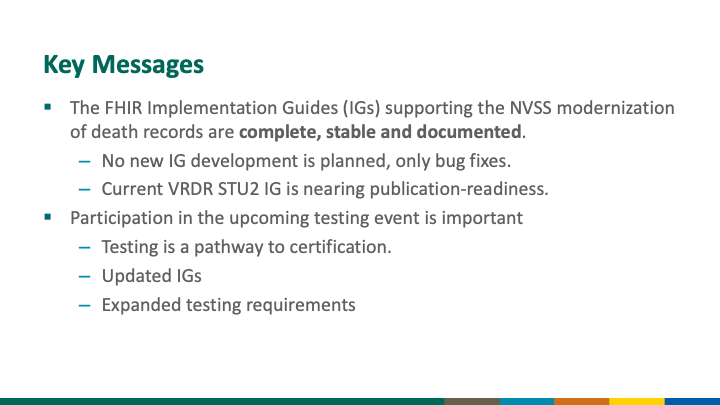 Key Messages
▪ The FHIR Implementation Guides (IGs) supporting the NVSS modernization
of death records are complete, stable and documented.
– No new IG development is planned, only bug fixes.
– Current VRDR STU2 IG is nearing publication-readiness.
▪ Participation in the upcoming testing event is important
– Testing is a pathway to certification.
– Updated IGs
– Expanded testing requirements